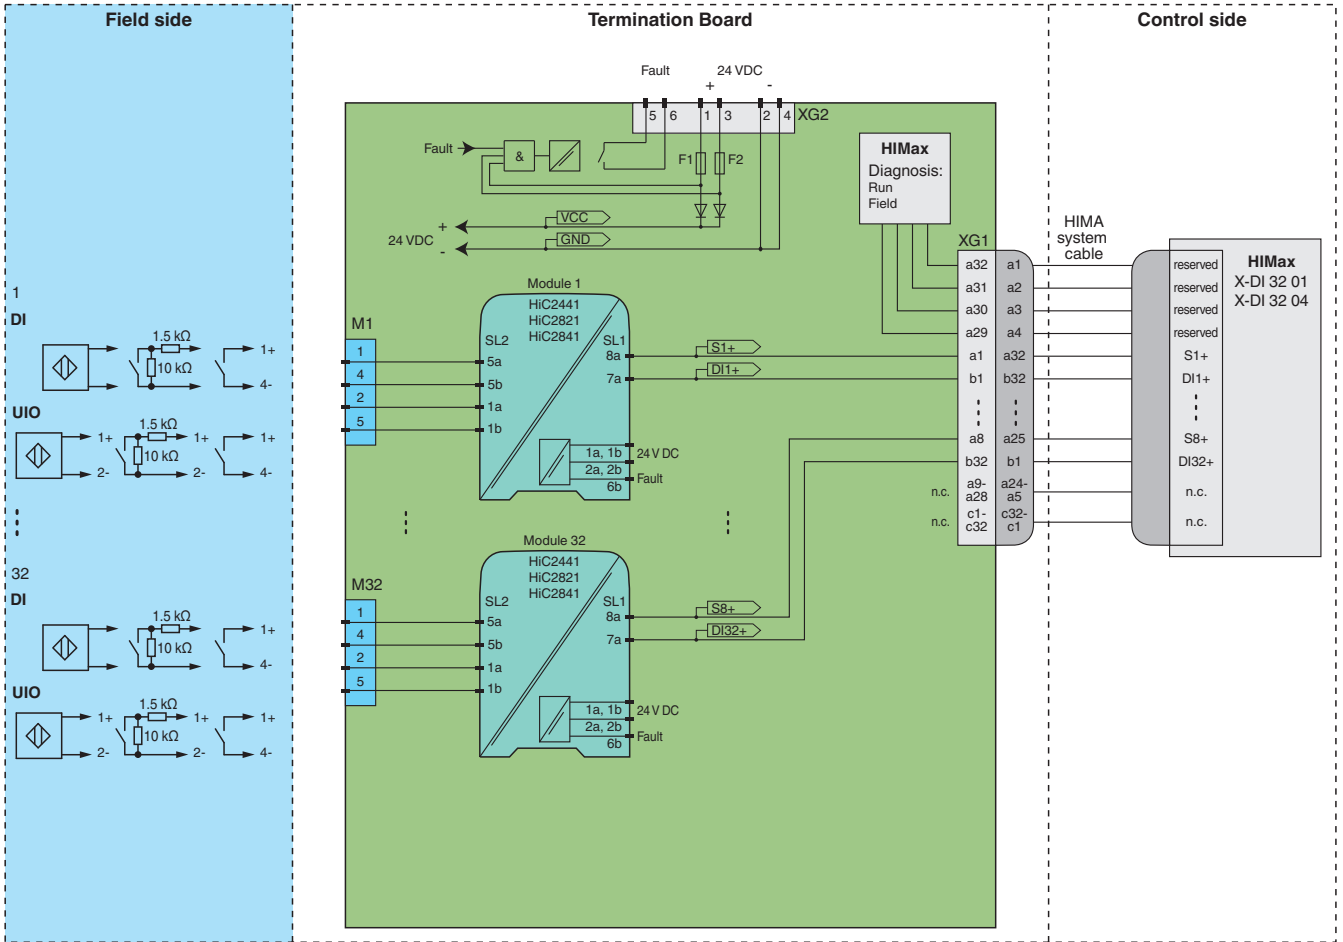 Field side
Termination Board
Control side
Fault
24 VDC
+
-
5 6 1 3 2 4
XG2
Fault
&
F1
F2
HIMax
Diagnosis:
Run
Field
VCC
+
24 VDC
GND
-
HIMA
system
cable
XG1
a32 a1
a31 a2
a30 a3
a29 a4
a1 a32
b1 b32
a8 a25
b32 b1
n.c. a9-a28 a24-a5
n.c. c1-c32 c32-c1
reserved
reserved
reserved
reserved
S1+
DI1+
S8+
DI32+
n.c.
n.c.
HIMax
X-DI 32 01
X-DI 32 04
1
DI
1.5 kΩ
10 kΩ
1+
4-
UIO
1+
2-
1.5 kΩ
10 kΩ
1+
2-
1+
4-
M1
1
4
2
5
Module 1
HiC2441
HiC2821
HiC2841
SL2
5a
5b
1a
1b
SL1
8a
7a
S1+
DI1+
1a, 1b
24 V DC
2a, 2b
Fault
6b
32
DI
1.5 kΩ
10 kΩ
1+
4-
UIO
1+
2-
1.5 kΩ
10 kΩ
1+
2-
1+
4-
M32
1
4
2
5
Module 32
HiC2441
HiC2821
HiC2841
SL2
5a
5b
1a
1b
SL1
8a
7a
S8+
DI32+
1a, 1b
24 V DC
2a, 2b
Fault
6b